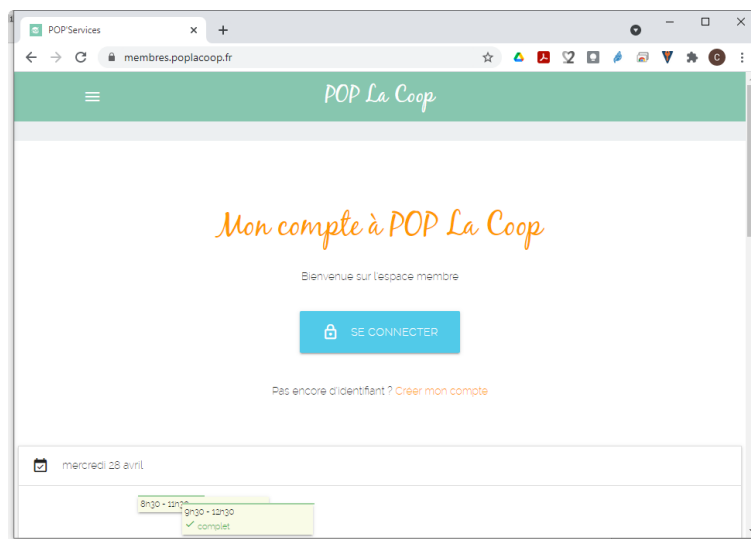 POP'Services
membres.poplacoop.fr
C
POP La Coop
Mon compte à POP La Coop
Bienvenue sur l'espace membre
SE CONNECTER
Pas encore d'identifiant ? Créer mon compte
mercredi 28 avril
8h30 - 11h30
9h30 - 12h30
complet